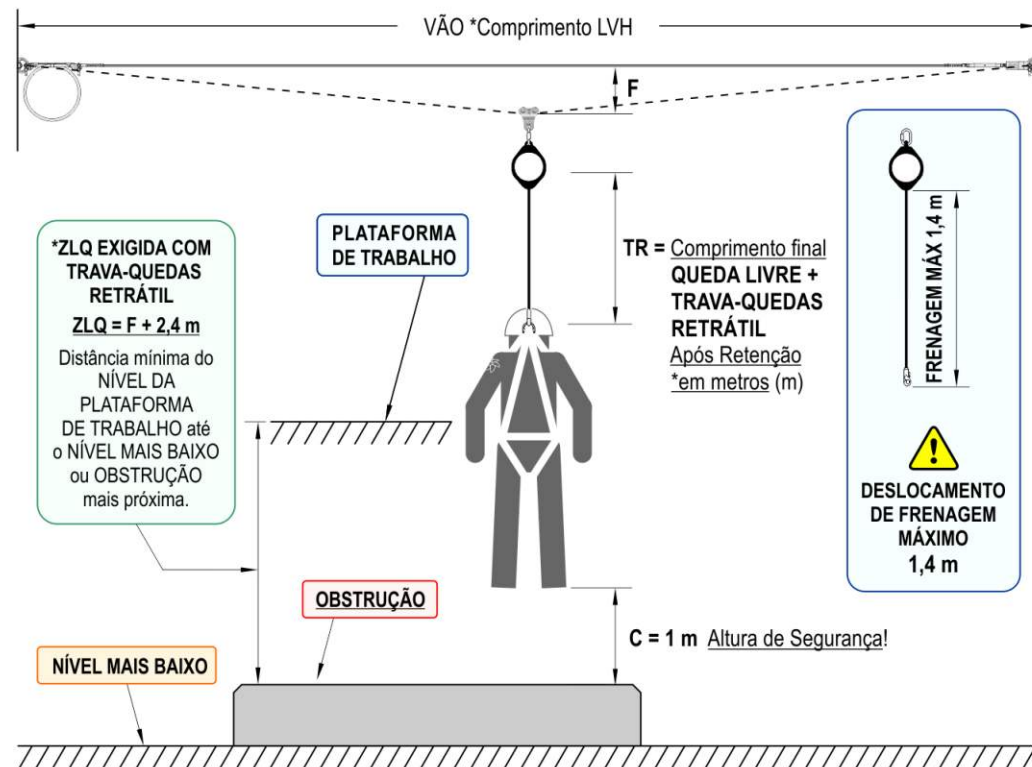 VÃO *Comprimento LVH
F
*ZLQ EXIGIDA COM
TRAVA-QUEDAS
RETRÁTIL
ZLQ = F + 2,4 m
Distância mínima do
NÍVEL DA
PLATAFORMA
DE TRABALHO até
o NÍVEL MAIS BAIXO
ou OBSTRUÇÃO
mais próxima.
PLATAFORMA
DE TRABALHO
TR = Comprimento final
QUEDA LIVRE +
TRAVA-QUEDAS
RETRÁTIL
Após Retenção
*em metros (m)
FRENAGEM MÁX 1,4 m
!
DESLOCAMENTO
DE FRENAGEM
MÁXIMO
1,4 m
OBSTRUÇÃO
C = 1 m Altura de Segurança!
NÍVEL MAIS BAIXO